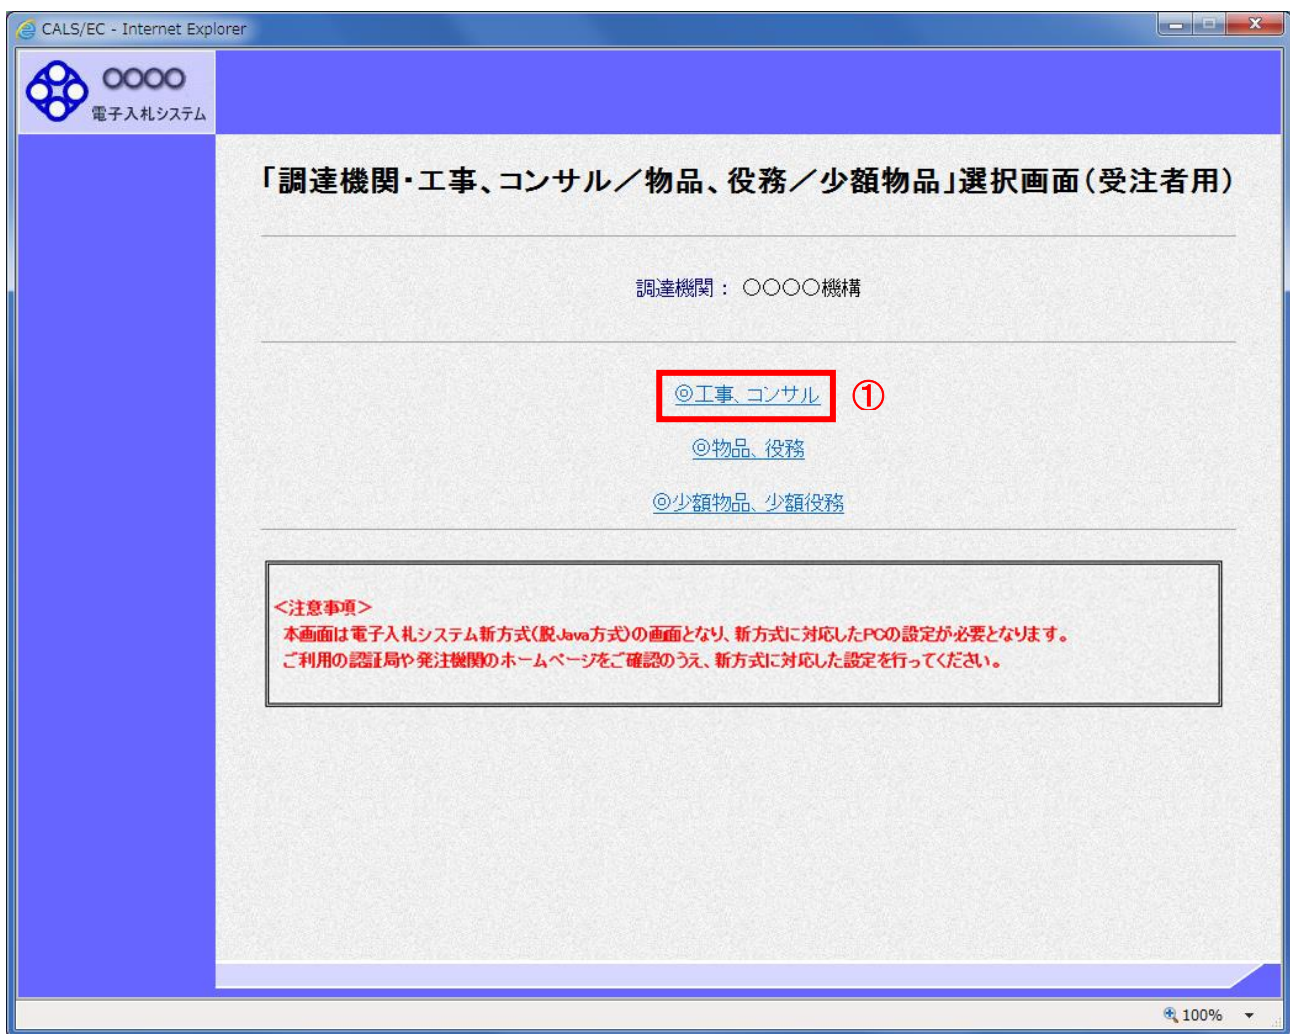 CALS/EC - Internet Explorer
〇〇〇〇
電子入札システム
「調達機関・工事、コンサル／物品、役務／少額物品」選択画面（受注者用）
調達機関： 〇〇〇〇機構
◎工事、コンサル ①
◎物品、役務
◎少額物品、少額役務
＜注意事項＞
本画面は電子入札システム新方式（脱Java方式）の画面となり、新方式に対応したPCの設定が必要となります。
ご利用の認証局や発注機関のホームページをご確認のうえ、新方式に対応した設定を行ってください。
100%